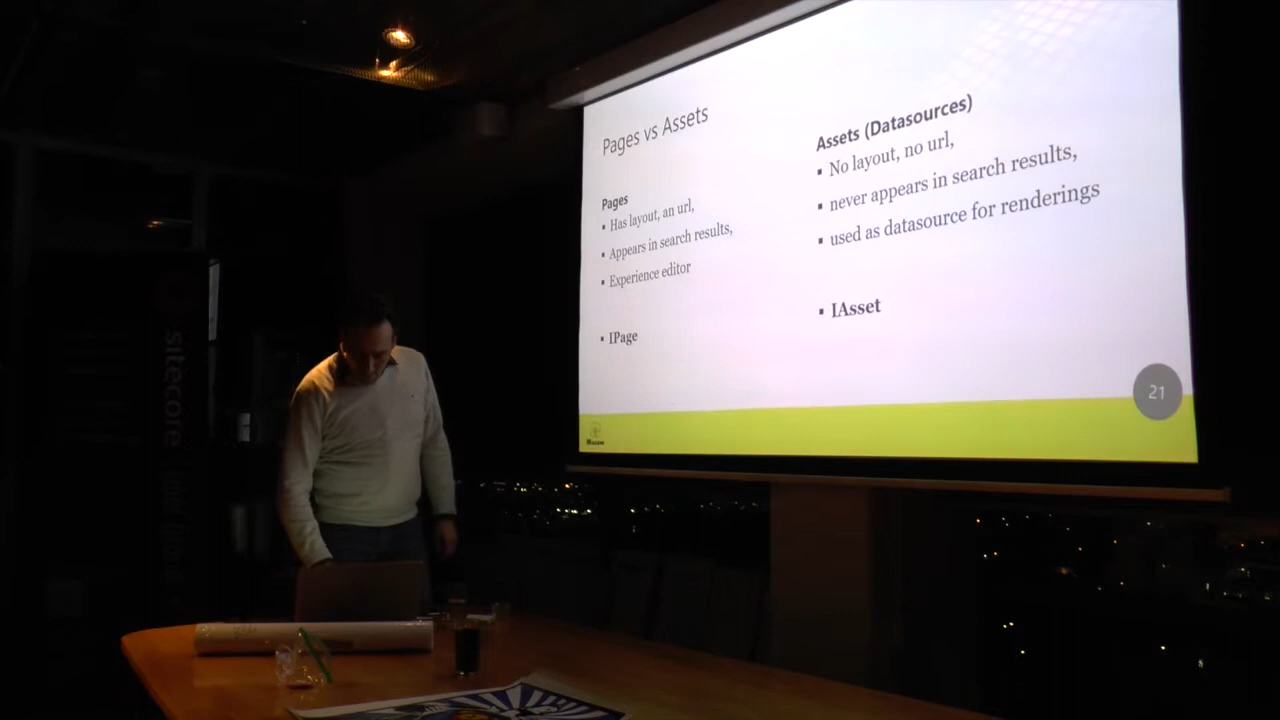 Pages vs Assets
Pages
▪ Has layout, an url,
▪ Appears in search results,
▪ Experience editor
▪ IPage
Assets (Datasources)
▪ No layout, no url,
▪ never appears in search results,
▪ used as datasource for renderings
▪ IAsset
21
sitecore